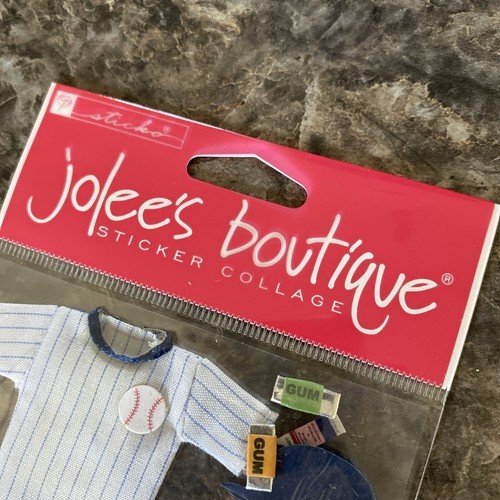 sticko®
jolee's boutique®
STICKER COLLAGE
GUM
GUM